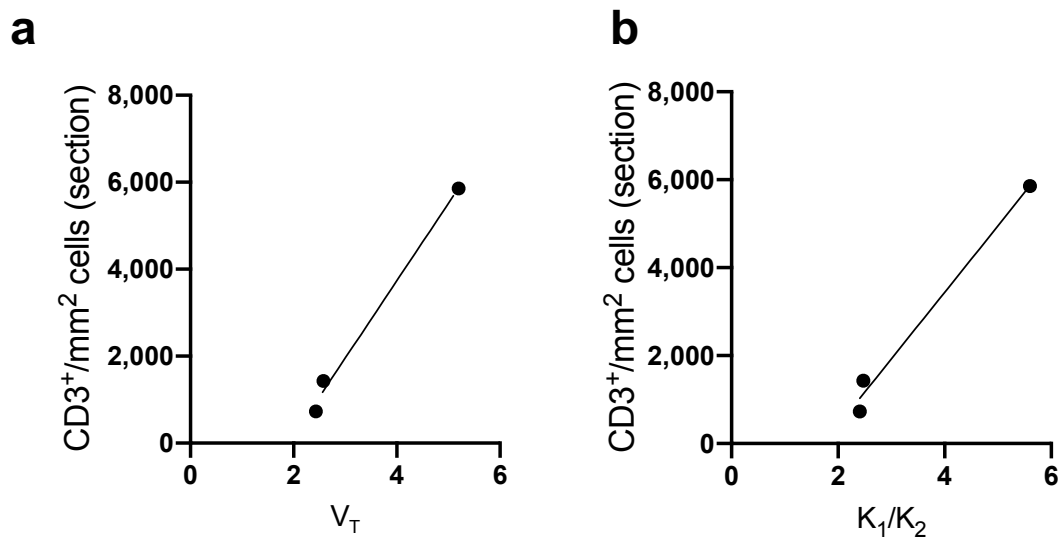 a
CD3⁺/mm² cells (section)
8,000
6,000
4,000
2,000
0
0 2 4 6
V_T
b
CD3⁺/mm² cells (section)
8,000
6,000
4,000
2,000
0
0 2 4 6
K₁/K₂